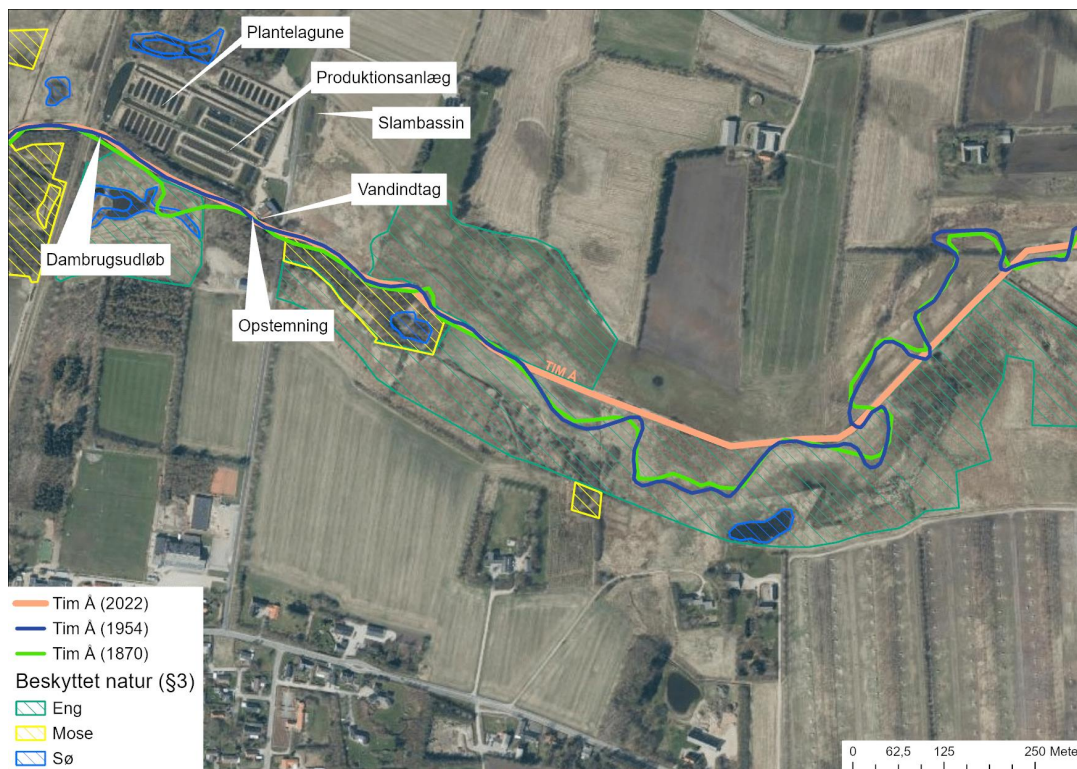 Plantelagune
Produktionsanlæg
Slambassin
Vandindtag
Dambrugsudløb
Opstemning
TIM Å
Tim Å (2022)
Tim Å (1954)
Tim Å (1870)
Beskyttet natur (§3)
Eng
Mose
Sø
0 62,5 125 250 Mete